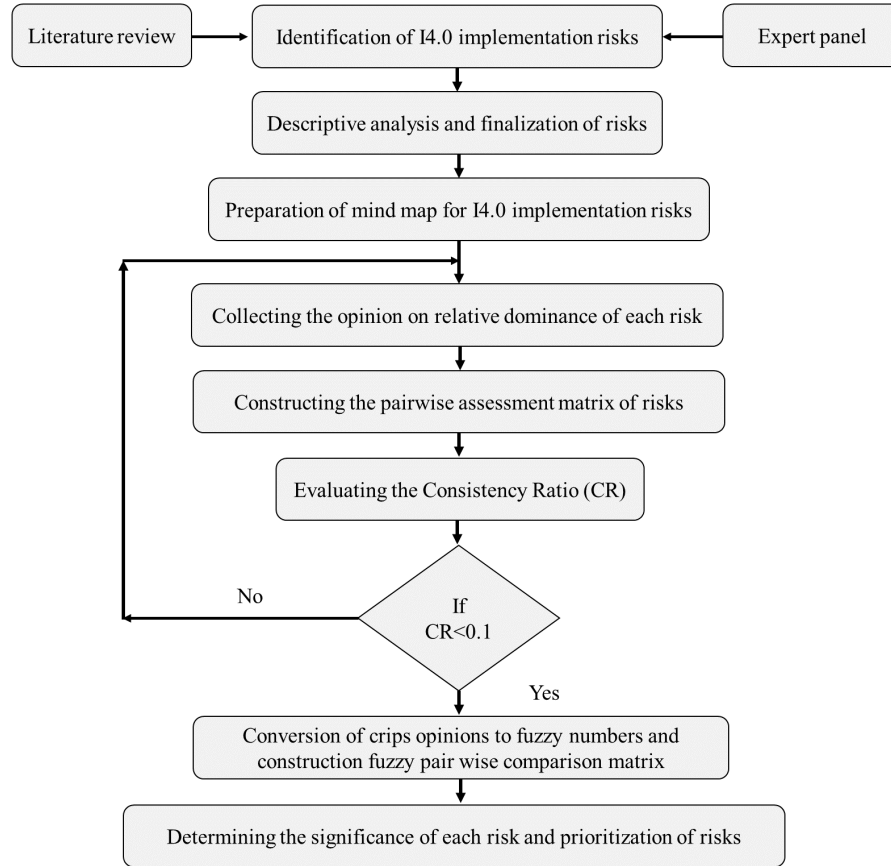 Literature review
Identification of I4.0 implementation risks
Expert panel
Descriptive analysis and finalization of risks
Preparation of mind map for I4.0 implementation risks
Collecting the opinion on relative dominance of each risk
Constructing the pairwise assessment matrix of risks
Evaluating the Consistency Ratio (CR)
No
If
CR<0.1
Yes
Conversion of crips opinions to fuzzy numbers and
construction fuzzy pair wise comparison matrix
Determining the significance of each risk and prioritization of risks